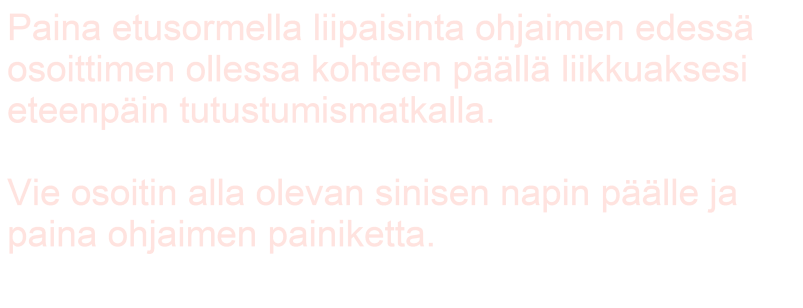 Paina etusormella liipaisinta ohjaimen edessä
osoittimen ollessa kohteen päällä liikkuaksesi
eteenpäin tutustumismatkalla.
Vie osoitin alla olevan sinisen napin päälle ja
paina ohjaimen painiketta.